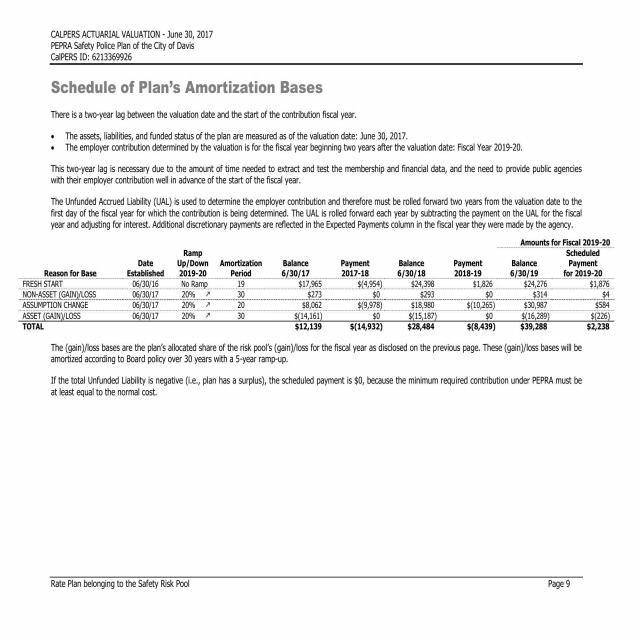 CALPERS ACTUARIAL VALUATION - June 30, 2017
PEPRA Safety Police Plan of the City of Davis
CalPERS ID: 6213369926
Schedule of Plan's Amortization Bases
There is a two-year lag between the valuation date and the start of the contribution fiscal year.
• The assets, liabilities, and funded status of the plan are measured as of the valuation date: June 30, 2017.
• The employer contribution determined by the valuation is for the fiscal year beginning two years after the valuation date: Fiscal Year 2019-20.
This two-year lag is necessary due to the amount of time needed to extract and test the membership and financial data, and the need to provide public agencies
with their employer contribution well in advance of the start of the fiscal year.
The Unfunded Accrued Liability (UAL) is used to determine the employer contribution and therefore must be rolled forward two years from the valuation date to the
first day of the fiscal year for which the contribution is being determined. The UAL is rolled forward each year by subtracting the payment on the UAL for the fiscal
year and adjusting for interest. Additional discretionary payments are reflected in the Expected Payments column in the fiscal year they were made by the agency.
Amounts for Fiscal 2019-20
Ramp Scheduled
Date Up/Down Amortization Balance Payment Balance Payment Balance Payment
Reason for Base Established 2019-20 Period 6/30/17 2017-18 6/30/18 2018-19 6/30/19 for 2019-20
FRESH START 06/30/16 No Ramp 19 $17,965 $(4,954) $24,398 $1,826 $24,276 $1,876
NON-ASSET (GAIN)/LOSS 06/30/17 20% ↗ 30 $273 $0 $293 $0 $314 $4
ASSUMPTION CHANGE 06/30/17 20% ↗ 20 $8,062 $(9,978) $18,980 $(10,265) $30,987 $584
ASSET (GAIN)/LOSS 06/30/17 20% ↗ 30 $(14,161) $0 $(15,187) $0 $(16,289) $(226)
TOTAL $12,139 $(14,932) $28,484 $(8,439) $39,288 $2,238
The (gain)/loss bases are the plan's allocated share of the risk pool's (gain)/loss for the fiscal year as disclosed on the previous page. These (gain)/loss bases will be
amortized according to Board policy over 30 years with a 5-year ramp-up.
If the total Unfunded Liability is negative (i.e., plan has a surplus), the scheduled payment is $0, because the minimum required contribution under PEPRA must be
at least equal to the normal cost.
Rate Plan belonging to the Safety Risk Pool Page 9